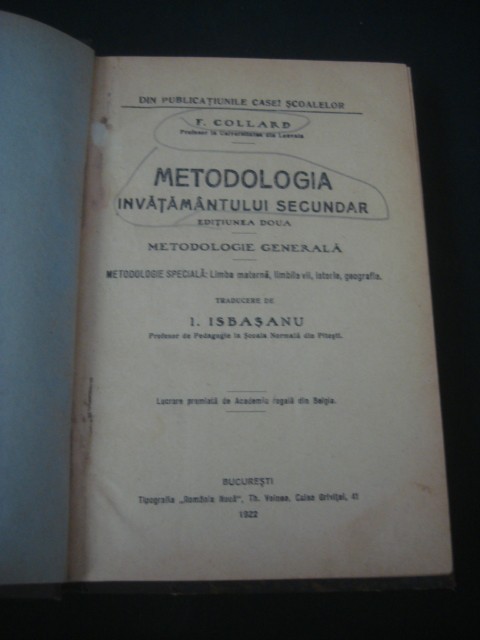 DIN PUBLICAȚIUNILE CASEI ȘCOALELOR
F. COLLARD
Profesor la Universitatea din Louvain
METODOLOGIA
INVĂȚĂMÂNTULUI SECUNDAR
EDIȚIUNEA DOUA
METODOLOGIE GENERALĂ
METODOLOGIE SPECIALĂ: Limba maternă, limbile vii, istorie, geografie.
TRADUCERE DE
I. ISBAȘANU
Profesor de Pedagogie la Școala Normală din Pitești.
Lucrare premiată de Academia regală din Belgia.
BUCUREȘTI
Tipografia „România Nouă", Th. Voinea, Calea Griviței, 41
1922